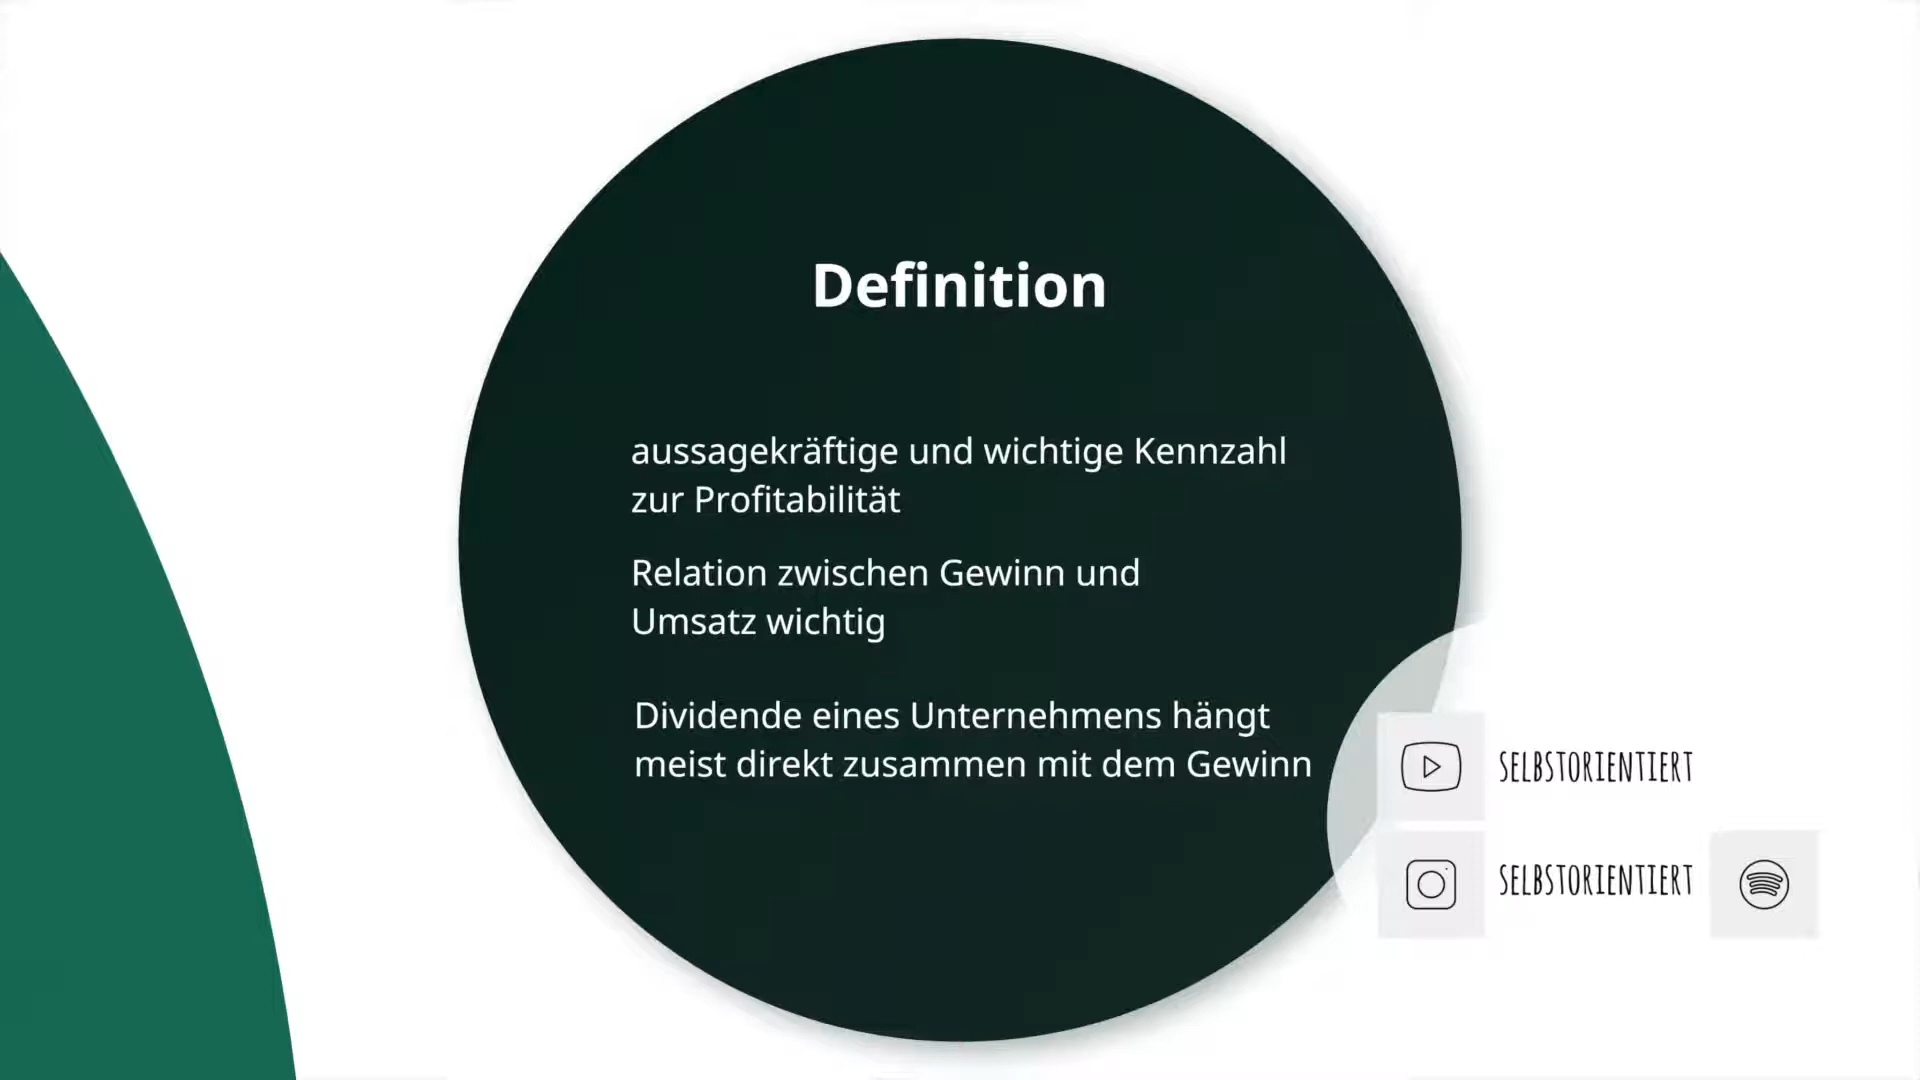 Definition
aussagekräftige und wichtige Kennzahl
zur Profitabilität
Relation zwischen Gewinn und
Umsatz wichtig
Dividende eines Unternehmens hängt
meist direkt zusammen mit dem Gewinn
SELBSTORIENTIERT
SELBSTORIENTIERT